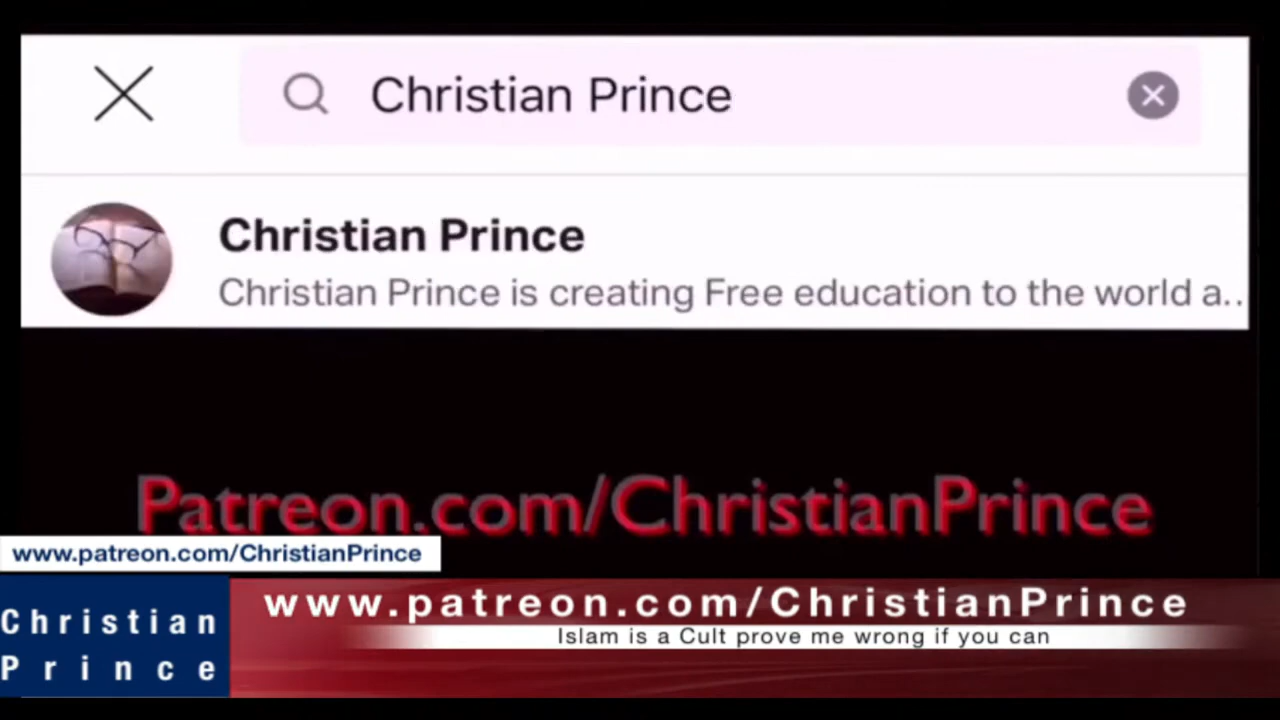 Christian Prince
Christian Prince
Christian Prince is creating Free education to the world a..
Patreon.com/ChristianPrince
www.patreon.com/ChristianPrince
Christian
Prince
www.patreon.com/ChristianPrince
Islam is a Cult prove me wrong if you can